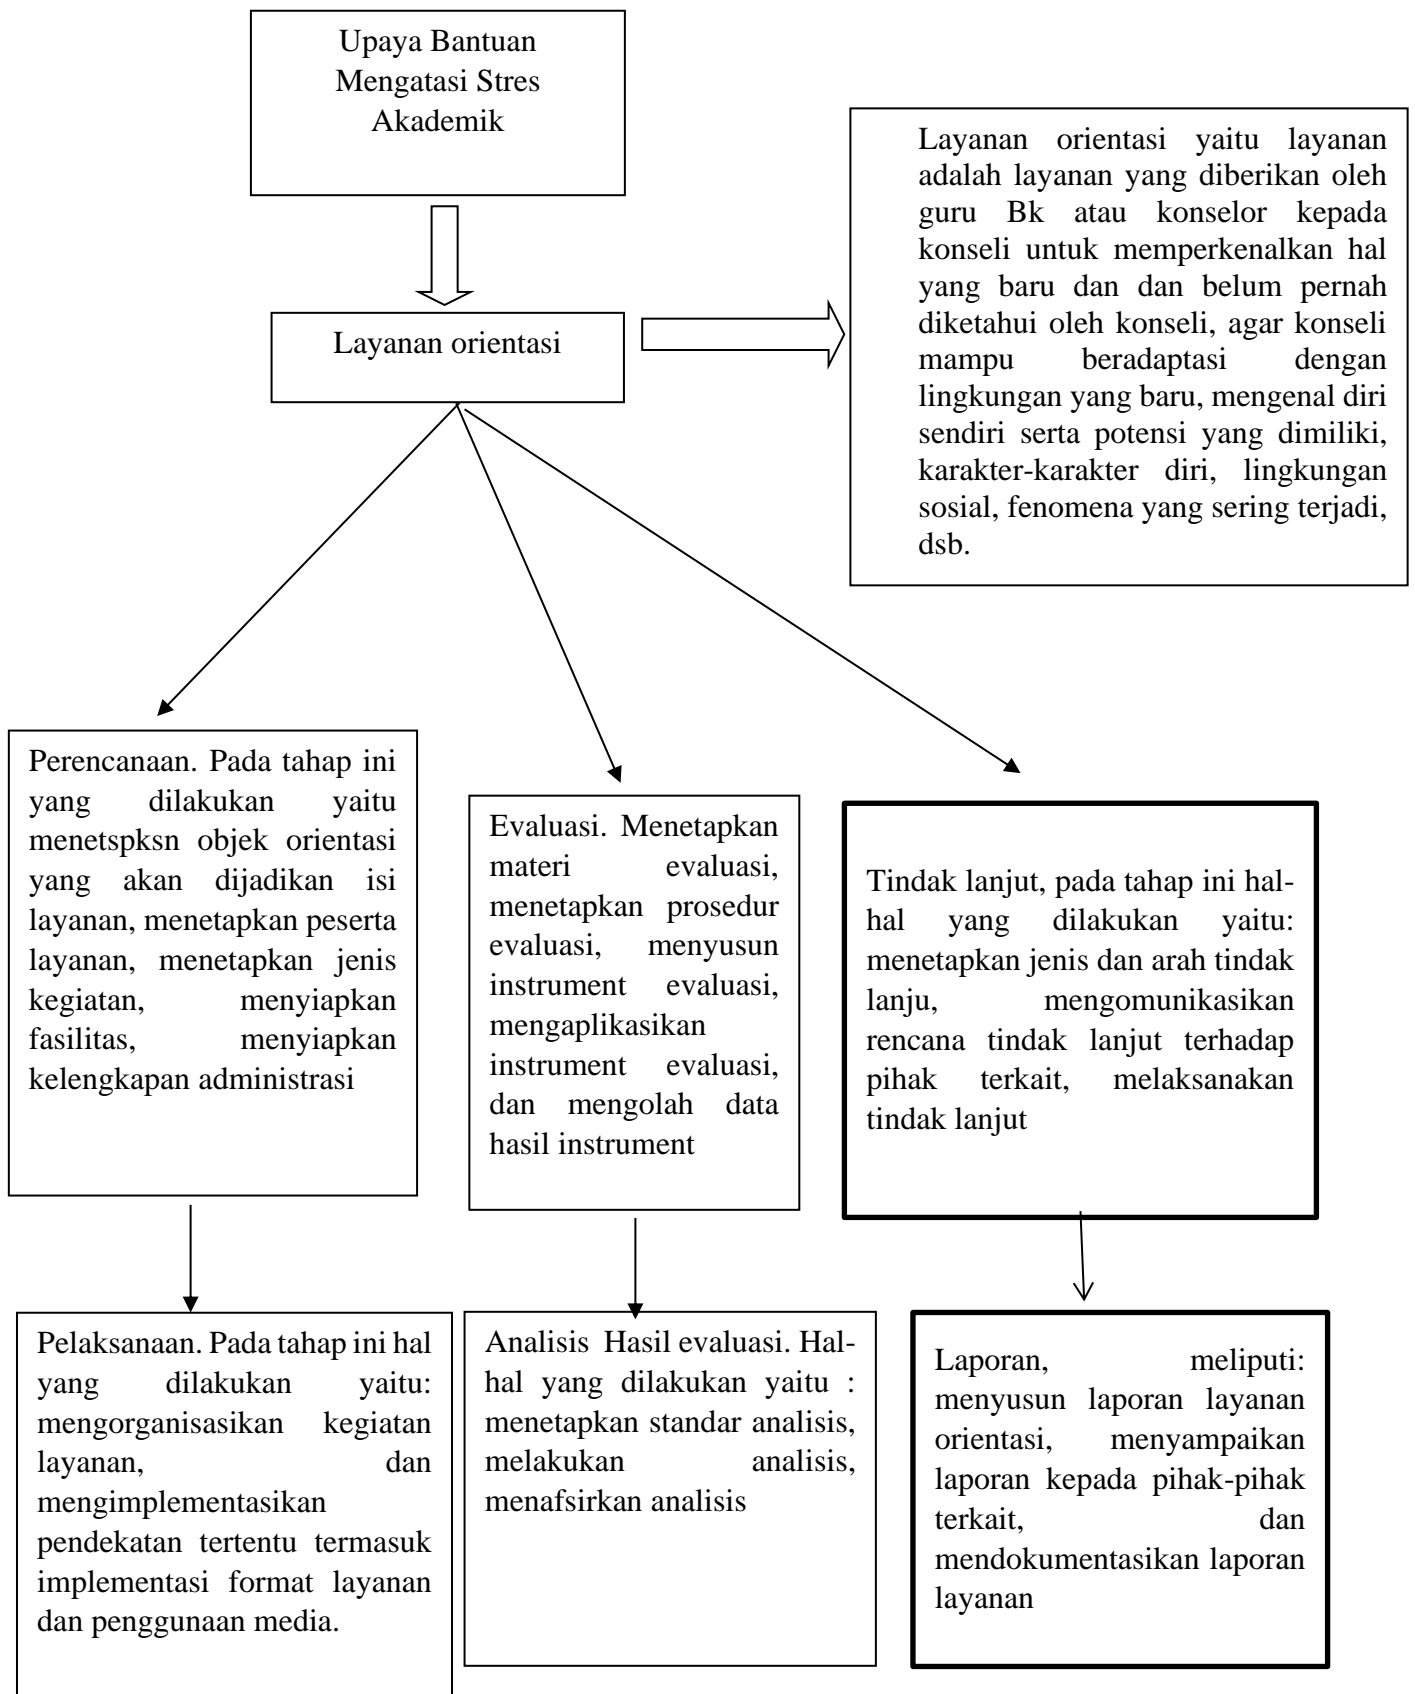 Upaya Bantuan
Mengatasi Stres
Akademik
Layanan orientasi yaitu layanan
adalah layanan yang diberikan oleh
guru Bk atau konselor kepada
konseli untuk memperkenalkan hal
yang baru dan dan belum pernah
diketahui oleh konseli, agar konseli
mampu beradaptasi dengan
lingkungan yang baru, mengenal diri
sendiri serta potensi yang dimiliki,
karakter-karakter diri, lingkungan
sosial, fenomena yang sering terjadi,
dsb.
Layanan orientasi
Perencanaan. Pada tahap ini
yang dilakukan yaitu
menetspksn objek orientasi
yang akan dijadikan isi
layanan, menetapkan peserta
layanan, menetapkan jenis
kegiatan, menyiapkan
fasilitas, menyiapkan
kelengkapan administrasi
Evaluasi. Menetapkan
materi evaluasi,
menetapkan prosedur
evaluasi, menyusun
instrument evaluasi,
mengaplikasikan
instrument evaluasi,
dan mengolah data
hasil instrument
Tindak lanjut, pada tahap ini hal-
hal yang dilakukan yaitu:
menetapkan jenis dan arah tindak
lanju, mengomunikasikan
rencana tindak lanjut terhadap
pihak terkait, melaksanakan
tindak lanjut
Pelaksanaan. Pada tahap ini hal
yang dilakukan yaitu:
mengorganisasikan kegiatan
layanan, dan
mengimplementasikan
pendekatan tertentu termasuk
implementasi format layanan
dan penggunaan media.
Analisis Hasil evaluasi. Hal-
hal yang dilakukan yaitu :
menetapkan standar analisis,
melakukan analisis,
menafsirkan analisis
Laporan, meliputi:
menyusun laporan layanan
orientasi, menyampaikan
laporan kepada pihak-pihak
terkait, dan
mendokumentasikan laporan
layanan